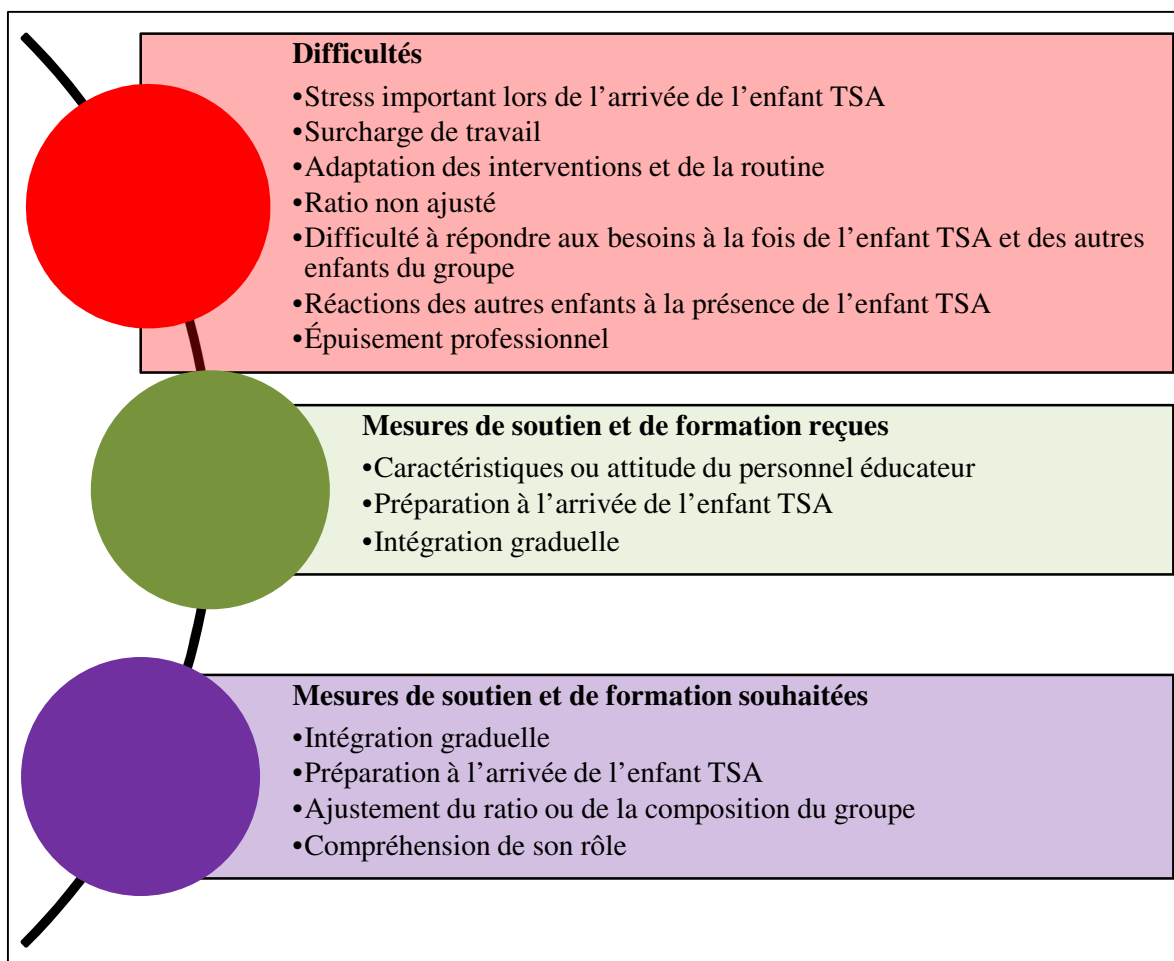 Difficultés
•Stress important lors de l’arrivée de l’enfant TSA
•Surcharge de travail
•Adaptation des interventions et de la routine
•Ratio non ajusté
•Difficulté à répondre aux besoins à la fois de l’enfant TSA et des autres
enfants du groupe
•Réactions des autres enfants à la présence de l’enfant TSA
•Épuisement professionnel
Mesures de soutien et de formation reçues
•Caractéristiques ou attitude du personnel éducateur
•Préparation à l’arrivée de l’enfant TSA
•Intégration graduelle
Mesures de soutien et de formation souhaitées
•Intégration graduelle
•Préparation à l’arrivée de l’enfant TSA
•Ajustement du ratio ou de la composition du groupe
•Compréhension de son rôle